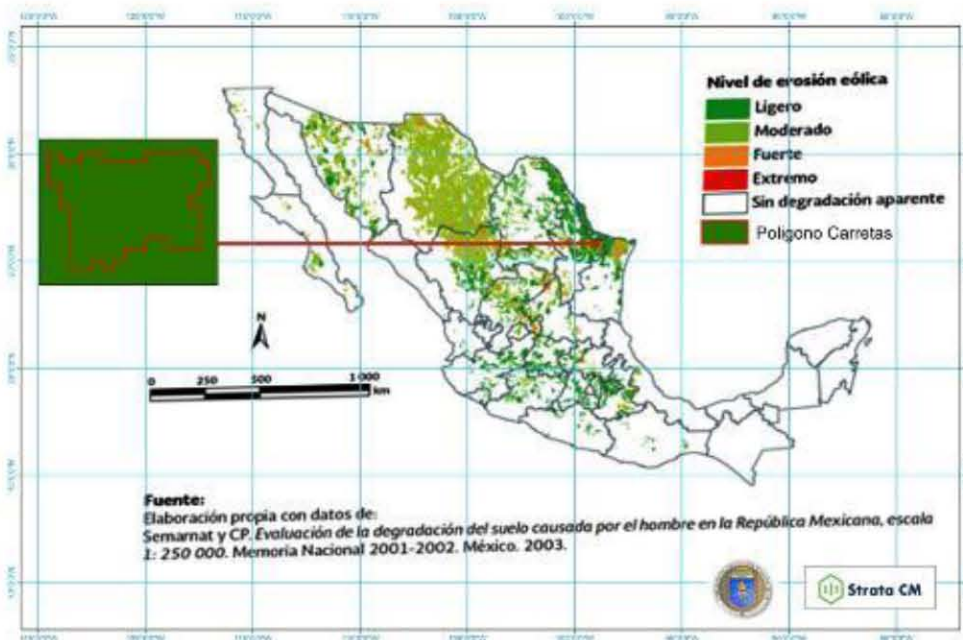 Nivel de erosión eólica
Ligero
Moderado
Fuerte
Extremo
Sin degradación aparente
Poligono Carretas
N
0 250 500 1 000
km
Fuente:
Elaboración propia con datos de:
Semarnat y CP. Evaluación de la degradación del suelo causada por el hombre en la República Mexicana, escala
1: 250 000. Memoria Nacional 2001-2002. México. 2003.
Strata CM